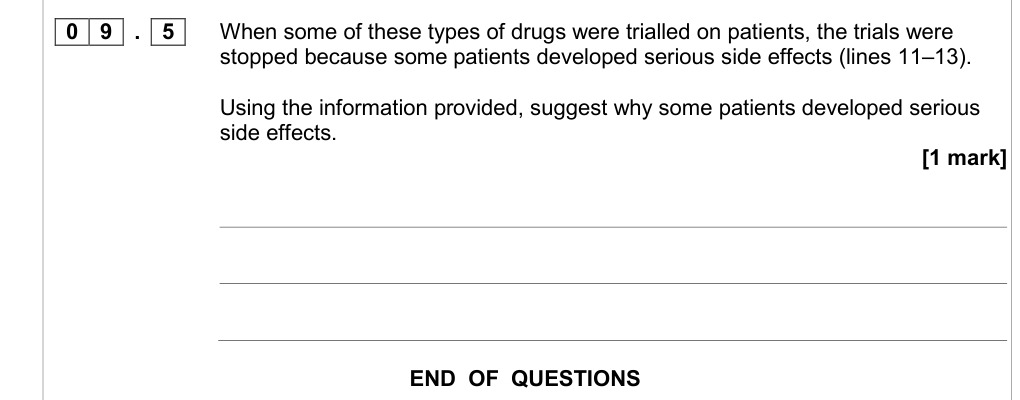 0 9 . 5 When some of these types of drugs were trialled on patients, the trials were
stopped because some patients developed serious side effects (lines 11–13).
Using the information provided, suggest why some patients developed serious
side effects.
[1 mark]
END OF QUESTIONS